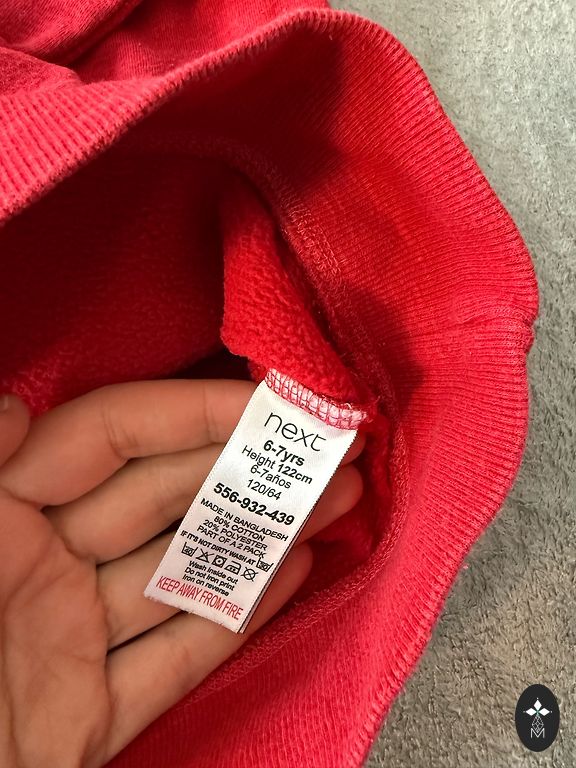 next
6-7yrs
Height 122cm
6-7años
120/64
556-932-439
MADE IN BANGLADESH
80% COTTON
20% POLYESTER
PART OF A 2 PACK
IF IT'S NOT DIRTY WASH AT
Wash inside out
Do not iron print
Iron on reverse
KEEP AWAY FROM FIRE
M